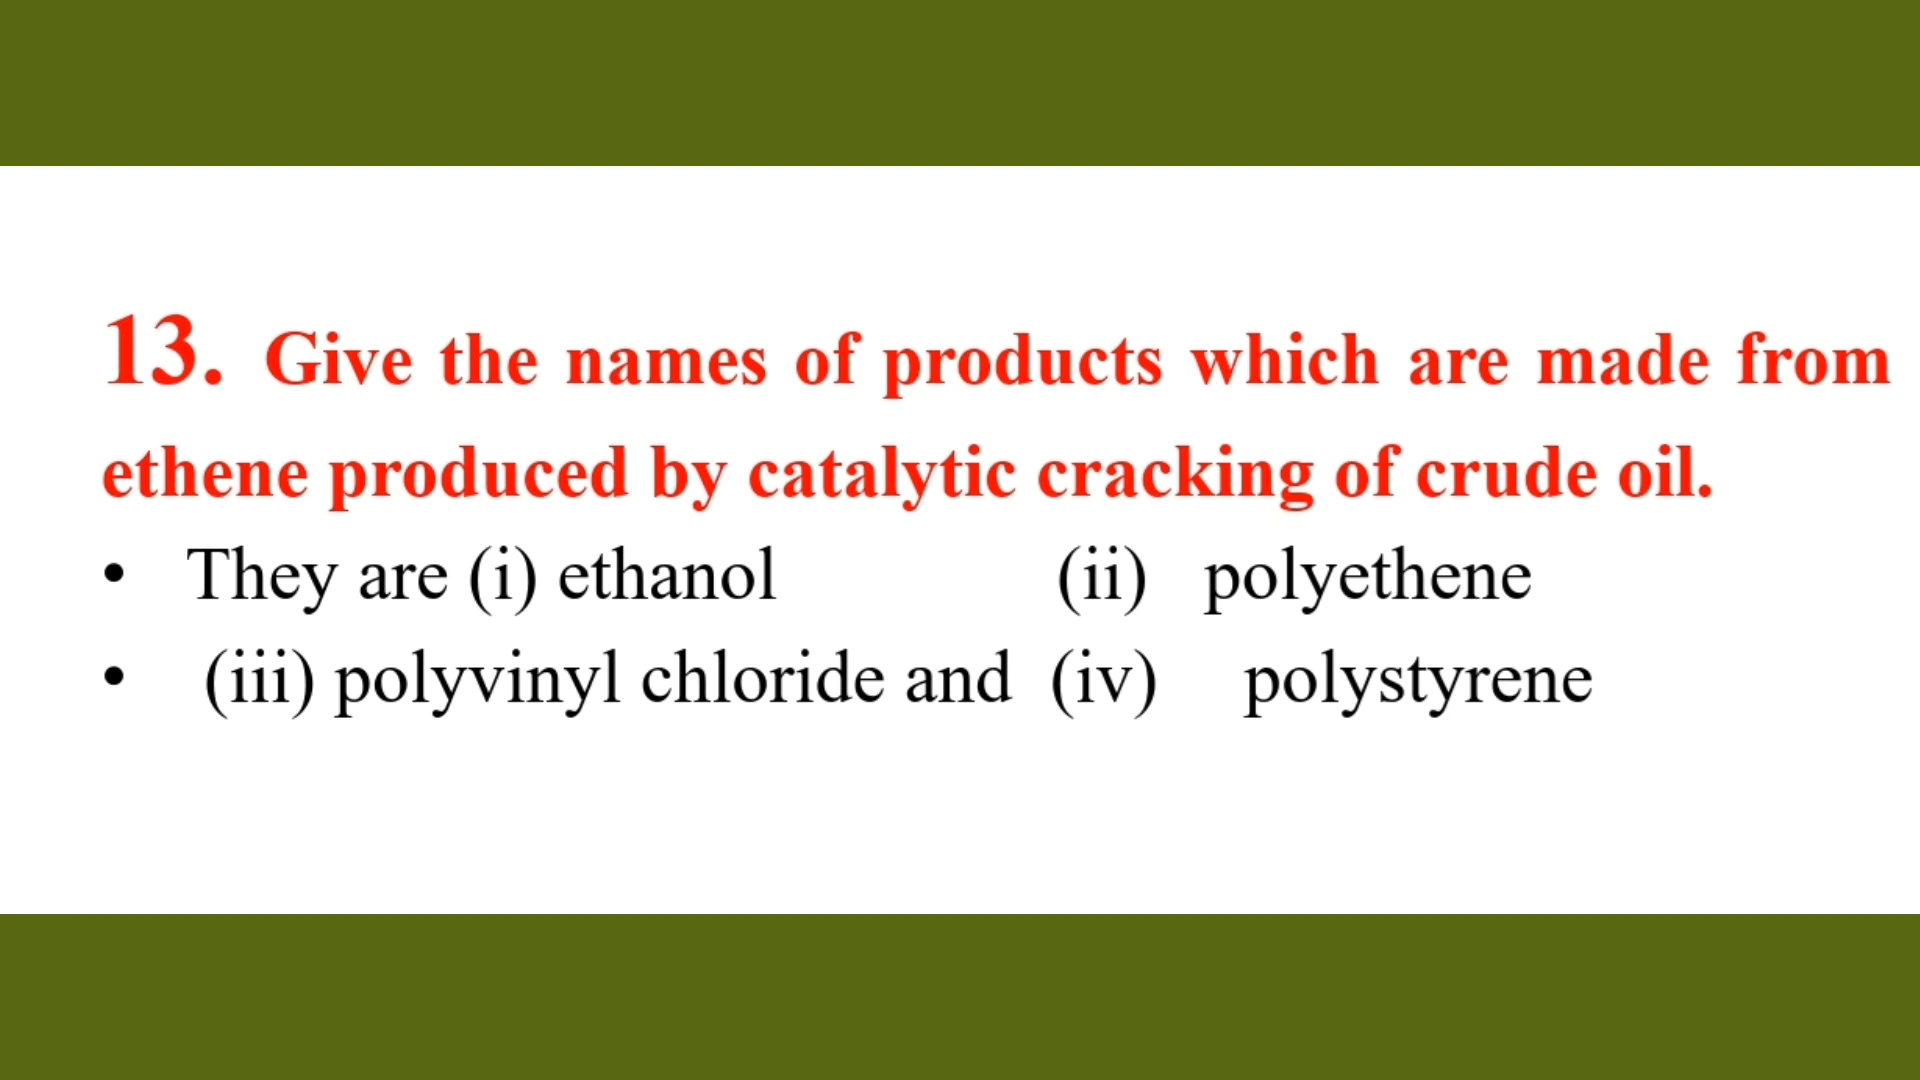 13. Give the names of products which are made from
ethene produced by catalytic cracking of crude oil.
• They are (i) ethanol (ii) polyethene
• (iii) polyvinyl chloride and (iv) polystyrene